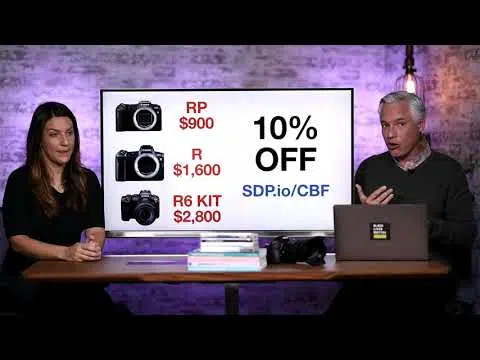 RP
$900
R
$1,600
R6 KIT
$2,800
10%
OFF
SDP.io/CBF